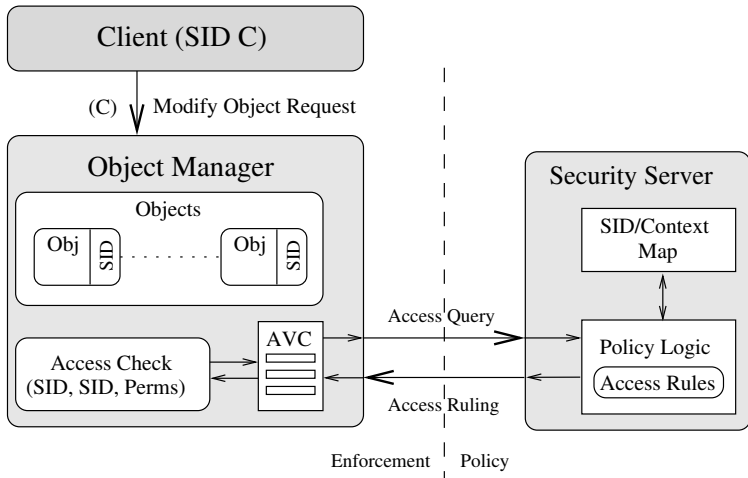 Client (SID C)
(C) Modify Object Request
Object Manager
Objects
Obj SID
Obj SID
Access Check
(SID, SID, Perms)
AVC
Access Query
Access Ruling
Security Server
SID/Context
Map
Policy Logic
Access Rules
Enforcement Policy